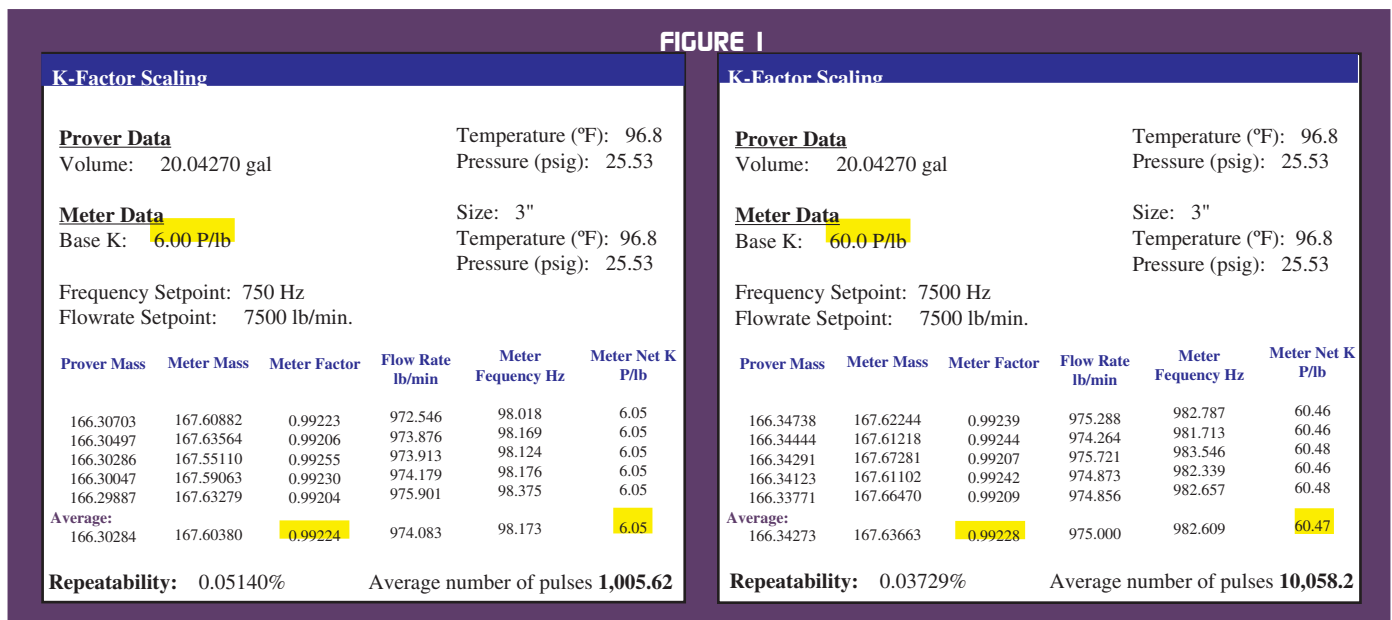 FIGURE 1
K-Factor Scaling
Prover Data
Temperature (ºF): 96.8
Volume: 20.04270 gal
Pressure (psig): 25.53
Meter Data
Size: 3"
Base K: 6.00 P/lb
Temperature (ºF): 96.8
Pressure (psig): 25.53
Frequency Setpoint: 750 Hz
Flowrate Setpoint: 7500 lb/min.
Prover Mass Meter Mass Meter Factor Flow Rate lb/min Meter Fequency Hz Meter Net K P/lb
166.30703 167.60882 0.99223 972.546 98.018 6.05
166.30497 167.63564 0.99206 973.876 98.169 6.05
166.30286 167.55110 0.99255 973.913 98.124 6.05
166.30047 167.59063 0.99230 974.179 98.176 6.05
166.29887 167.63279 0.99204 975.901 98.375 6.05
Average:
166.30284 167.60380 0.99224 974.083 98.173 6.05
Repeatability: 0.05140% Average number of pulses 1,005.62
K-Factor Scaling
Prover Data
Temperature (ºF): 96.8
Volume: 20.04270 gal
Pressure (psig): 25.53
Meter Data
Size: 3"
Base K: 60.0 P/lb
Temperature (ºF): 96.8
Pressure (psig): 25.53
Frequency Setpoint: 7500 Hz
Flowrate Setpoint: 7500 lb/min.
Prover Mass Meter Mass Meter Factor Flow Rate lb/min Meter Fequency Hz Meter Net K P/lb
166.34738 167.62244 0.99239 975.288 982.787 60.46
166.34444 167.61218 0.99244 974.264 981.713 60.46
166.34291 167.67281 0.99207 975.721 983.546 60.48
166.34123 167.61102 0.99242 974.873 982.339 60.46
166.33771 167.66470 0.99209 974.856 982.657 60.48
Average:
166.34273 167.63663 0.99228 975.000 982.609 60.47
Repeatability: 0.03729% Average number of pulses 10,058.2